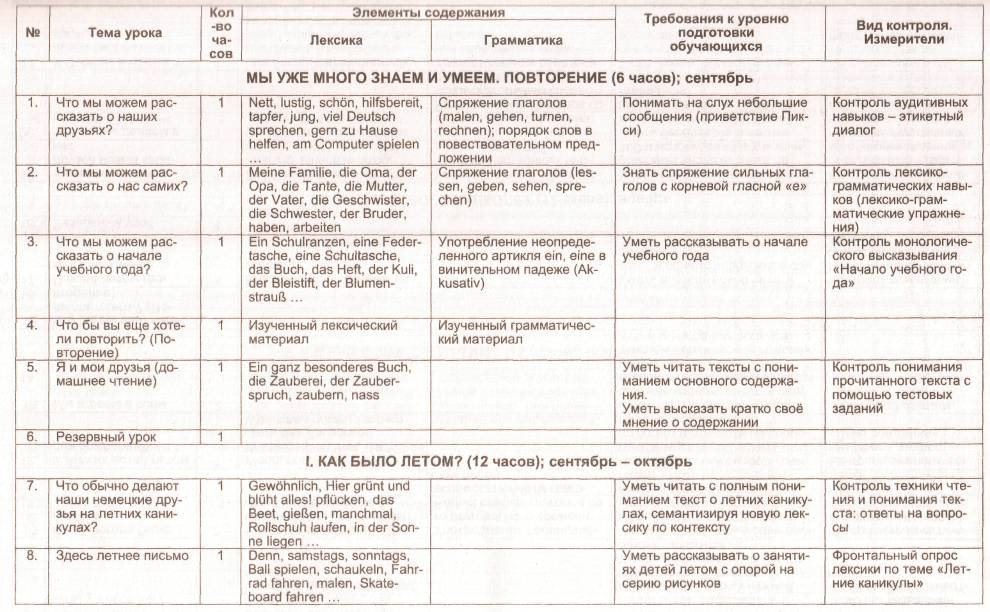 № Тема урока Кол Элементы содержания Требования к уровню Вид контроля.
-во подготовки Измерители
ча- Лексика Грамматика обучающихся
сов
МЫ УЖЕ МНОГО ЗНАЕМ И УМЕЕМ. ПОВТОРЕНИЕ (6 часов); сентябрь
1. Что мы можем рас- 1 Nett, lustig, schön, hilfsbereit, Спряжение глаголов Понимать на слух небольшие Контроль аудитивных
сказать о наших tapfer, jung, viel Deutsch (malen, gehen, turnen, сообщения (приветствие Пик- навыков – этикетный
друзьях? sprechen, gern zu Hause rechnen); порядок слов в си) диалог
helfen, am Computer spielen повествовательном пред-
... ложении
2. Что мы можем рас- 1 Meine Familie, die Oma, der Спряжение глаголов (les- Знать спряжение сильных гла- Контроль лексико-
сказать о нас самих? Opa, die Tante, die Mutter, sen, geben, sehen, spre- голов с корневой гласной «е» грамматических навы-
der Vater, die Geschwister, chen) ков (лексико-грам-
die Schwester, der Bruder, матические упражне-
haben, arbeiten ния)
3. Что мы можем рас- 1 Ein Schulranzen, eine Feder- Употребление неопреде- Уметь рассказывать о начале Контроль монологиче-
сказать о начале tasche, eine Schultasche, ленного артикля ein, eine в учебного года ского высказывания
учебного года? das Buch, das Heft, der Kuli, винительном падеже (Ak- «Начало учебного го-
der Bleistift, der Blumen- kusativ) да»
strauß ...
4. Что бы вы еще хоте- 1 Изученный лексический Изученный грамматичес-
ли повторить? (По- материал кий материал
вторение)
5. Я и мои друзья (до- 1 Ein ganz besonderes Buch, Уметь читать тексты с пони- Контроль понимания
машнее чтение) die Zauberei, der Zauber- манием основного содержа- прочитанного текста с
spruch, zaubern, nass ния. помощью тестовых
Уметь высказать кратко своё заданий
мнение о содержании
6. Резервный урок 1
I. КАК БЫЛО ЛЕТОМ? (12 часов); сентябрь – октябрь
7. Что обычно делают 1 Gewöhnlich, Hier grünt und Уметь читать с полным пони- Контроль техники чте-
наши немецкие дру- blüht alles! pflücken, das манием текст о летних канику- ния и понимания тек-
зья на летних кани- Beet, gießen, manchmal, лах, семантизируя новую лек- ста: ответы на вопро-
кулах? Rollschuh laufen, in der Son- сику по контексту сы
ne liegen ...
8. Здесь летнее письмо 1 Denn, samstags, sonntags, Уметь рассказывать о заняти- Фронтальный опрос
Ball spielen, schaukeln, Fahr- ях детей летом с опорой на лексики по теме «Лет-
rad fahren, malen, Skate- серию рисунков ние каникулы»
board fahren ...